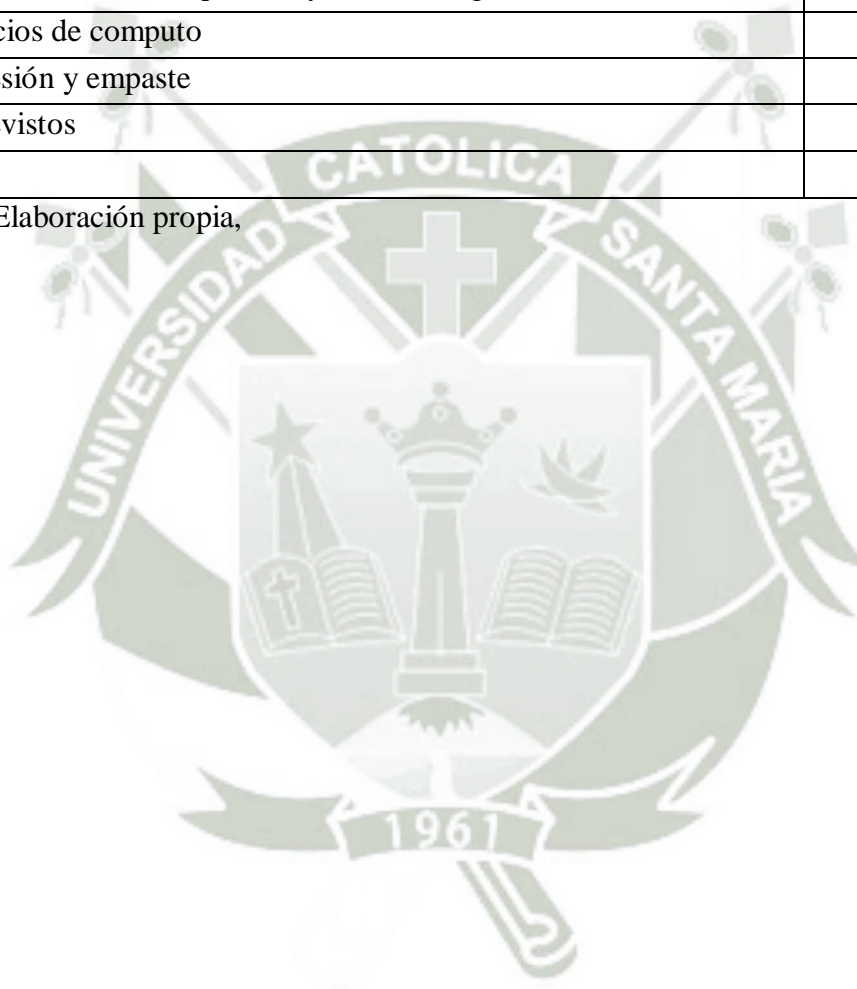 cios de computo
sión y empaste
vistos
Elaboración propia,
UNIVERSIDAD CATOLICA SANTA MARIA
1961